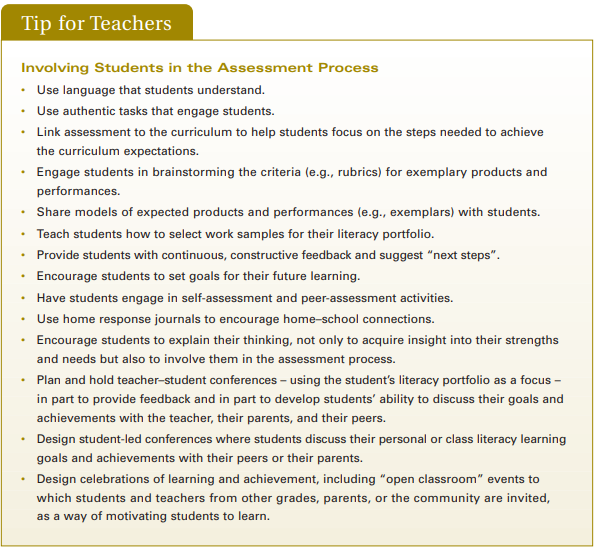 Tip for Teachers
Involving Students in the Assessment Process
• Use language that students understand.
• Use authentic tasks that engage students.
• Link assessment to the curriculum to help students focus on the steps needed to achieve
the curriculum expectations.
• Engage students in brainstorming the criteria (e.g., rubrics) for exemplary products and
performances.
• Share models of expected products and performances (e.g., exemplars) with students.
• Teach students how to select work samples for their literacy portfolio.
• Provide students with continuous, constructive feedback and suggest “next steps”.
• Encourage students to set goals for their future learning.
• Have students engage in self-assessment and peer-assessment activities.
• Use home response journals to encourage home–school connections.
• Encourage students to explain their thinking, not only to acquire insight into their strengths
and needs but also to involve them in the assessment process.
• Plan and hold teacher–student conferences – using the student’s literacy portfolio as a focus –
in part to provide feedback and in part to develop students’ ability to discuss their goals and
achievements with the teacher, their parents, and their peers.
• Design student-led conferences where students discuss their personal or class literacy learning
goals and achievements with their peers or their parents.
• Design celebrations of learning and achievement, including “open classroom” events to
which students and teachers from other grades, parents, or the community are invited,
as a way of motivating students to learn.